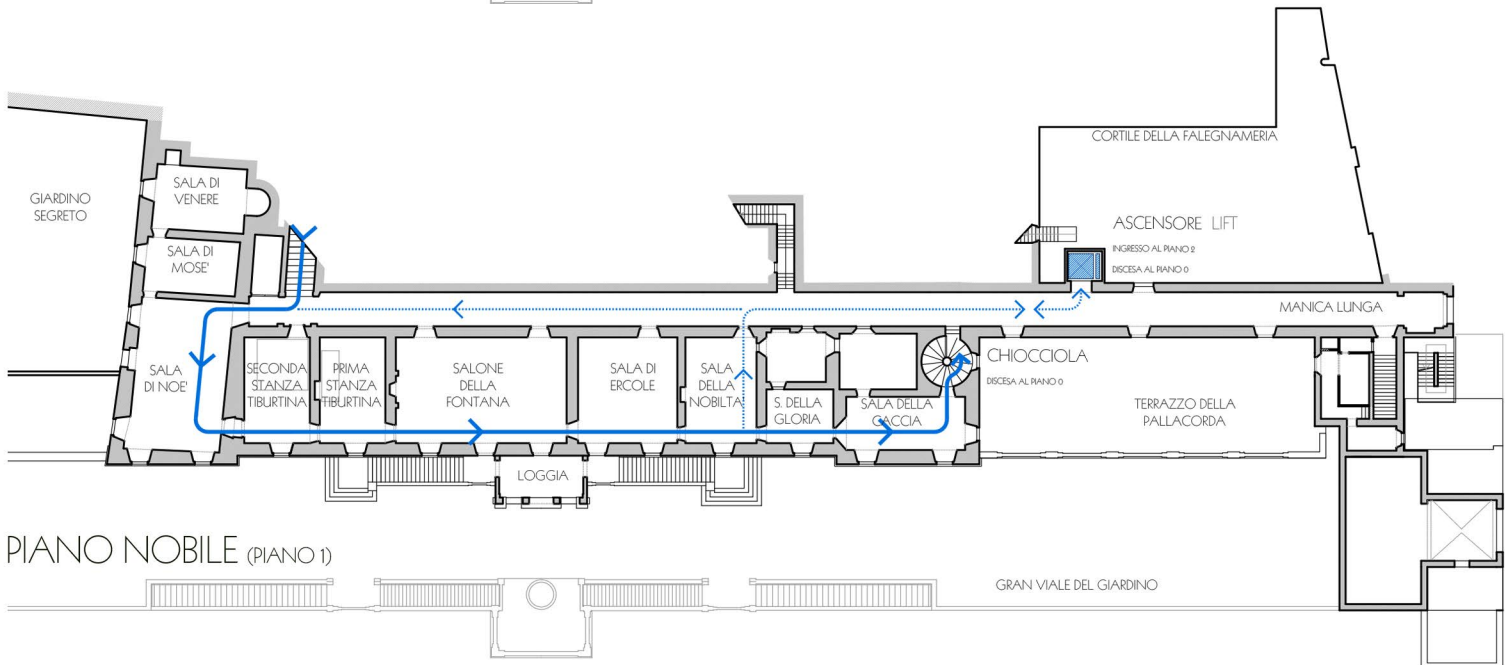 CORTILE DELLA FALEGNAMERIA
GIARDINO
SEGRETO
SALA DI
VENERE
ASCENSORE LIFT
INGRESSO AL PIANO 2
DISCESA AL PIANO 0
SALA DI
MOSE'
MANICA LUNGA
SALA
DI NOE'
SECONDA
STANZA
TIBURTINA
PRIMA
STANZA
TIBURTINA
SALONE
DELLA
FONTANA
SALA DI
ERCOLE
SALA
DELLA
NOBILTA'
S. DELLA
GLORIA
SALA DELLA
CACCIA
CHIOCCIOLA
DISCESA AL PIANO 0
TERRAZZO DELLA
PALLACORDA
LOGGIA
PIANO NOBILE (PIANO 1)
GRAN VIALE DEL GIARDINO